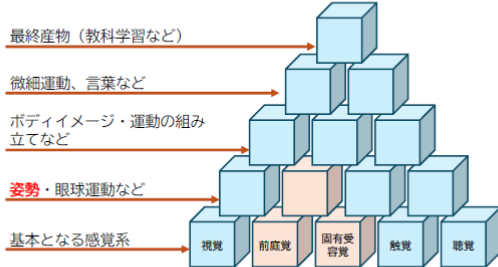 最終産物（教科学習など）
微細運動、言葉など
ボディイメージ・運動の組み
立てなど
姿勢・眼球運動など
基本となる感覚系
視覚
前庭覚
固有受
容覚
触覚
聴覚